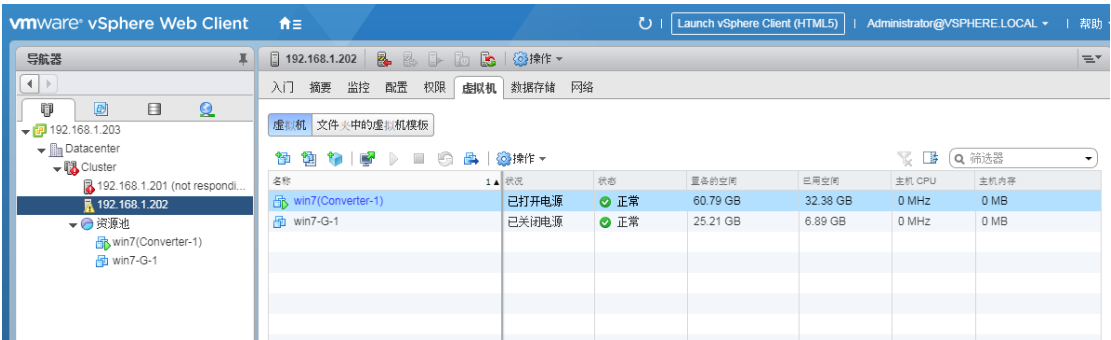 vmware® vSphere Web Client
Launch vSphere Client (HTML5) | Administrator@VSPHERE.LOCAL | 帮助
导航器
192.168.1.202 操作
入门 摘要 监控 配置 权限 虚拟机 数据存储 网络
虚拟机 文件夹中的虚拟机模板
192.168.1.203
Datacenter
Cluster
192.168.1.201 (not respondi...
192.168.1.202
资源池
win7(Converter-1)
win7-G-1
操作 筛选器
名称 1 状况 状态 置备的空间 已用空间 主机 CPU 主机内存
win7(Converter-1) 已打开电源 正常 60.79 GB 32.38 GB 0 MHz 0 MB
win7-G-1 已关闭电源 正常 25.21 GB 6.89 GB 0 MHz 0 MB